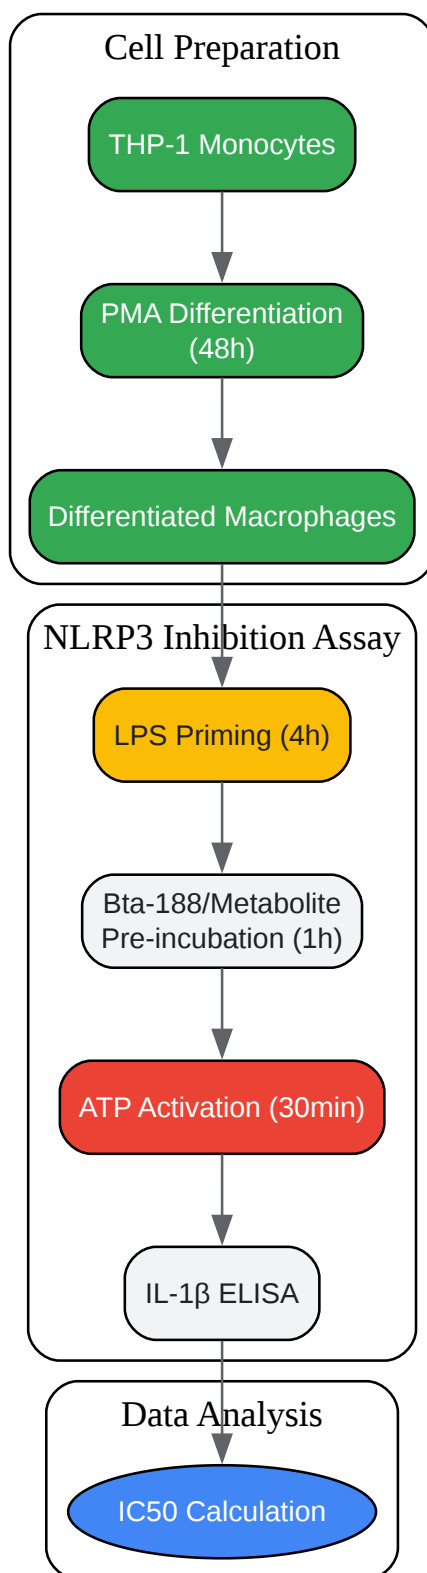 Cell Preparation
THP-1 Monocytes
PMA Differentiation
(48h)
Differentiated Macrophages
NLRP3 Inhibition Assay
LPS Priming (4h)
Bta-188/Metabolite
Pre-incubation (1h)
ATP Activation (30min)
IL-1β ELISA
Data Analysis
IC50 Calculation